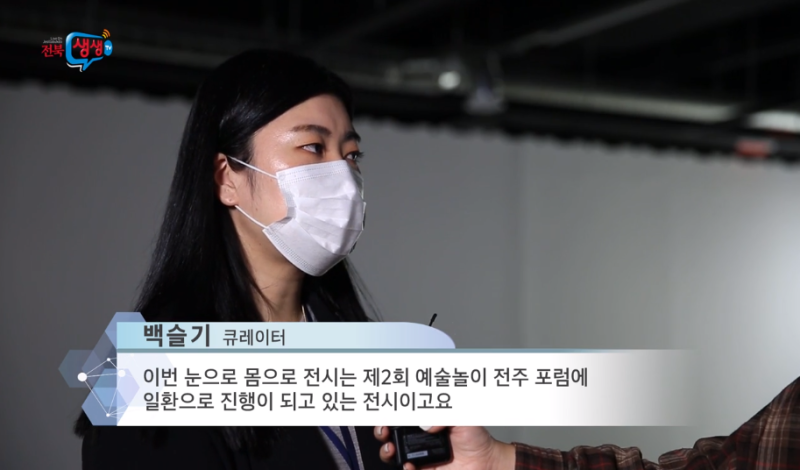 전북 생생 TV
백슬기 큐레이터
이번 눈으로 몸으로 전시는 제2회 예술놀이 전주 포럼에
일환으로 진행이 되고 있는 전시이고요